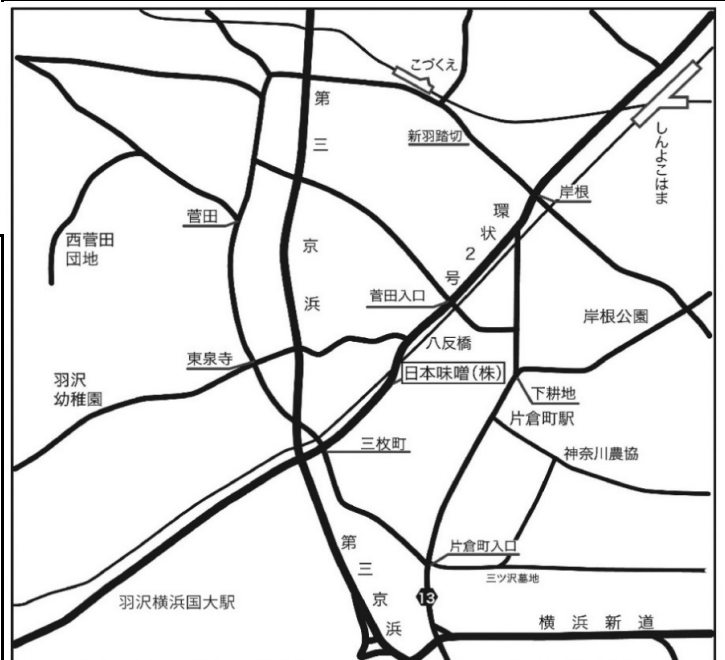 こづくえ
第三京浜
新羽踏切
しんよこはま
岸根
環状2号
菅田
西菅田
団地
菅田入口
岸根公園
八反橋
東泉寺
日本味噌(株)
羽沢
幼稚園
下耕地
片倉町駅
三枚町
神奈川農協
片倉町入口
第三京浜
三ツ沢墓地
羽沢横浜国大駅
13
横浜新道